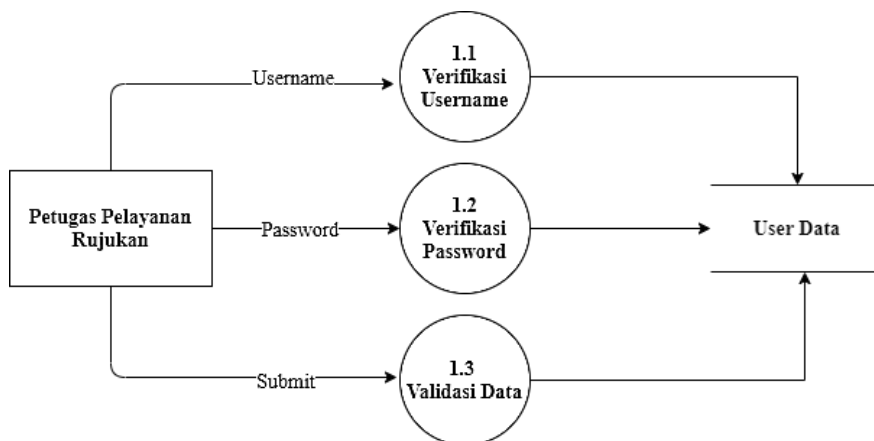 1.1
Verifikasi
Username
Username
Petugas Pelayanan
Rujukan
Password
1.2
Verifikasi
Password
User Data
Submit
1.3
Validasi Data